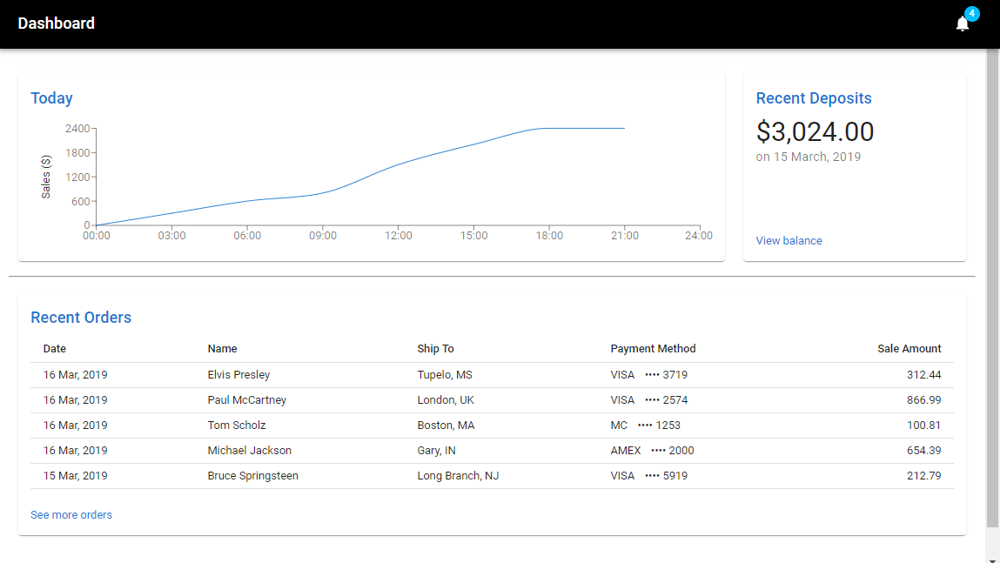 Dashboard
4
Today
2400
1800
1200
600
0
Sales ($)
00:00 03:00 06:00 09:00 12:00 15:00 18:00 21:00 24:00
Recent Deposits
$3,024.00
on 15 March, 2019
View balance
Recent Orders
Date Name Ship To Payment Method Sale Amount
16 Mar, 2019 Elvis Presley Tupelo, MS VISA •••• 3719 312.44
16 Mar, 2019 Paul McCartney London, UK VISA •••• 2574 866.99
16 Mar, 2019 Tom Scholz Boston, MA MC •••• 1253 100.81
16 Mar, 2019 Michael Jackson Gary, IN AMEX •••• 2000 654.39
15 Mar, 2019 Bruce Springsteen Long Branch, NJ VISA •••• 5919 212.79
See more orders